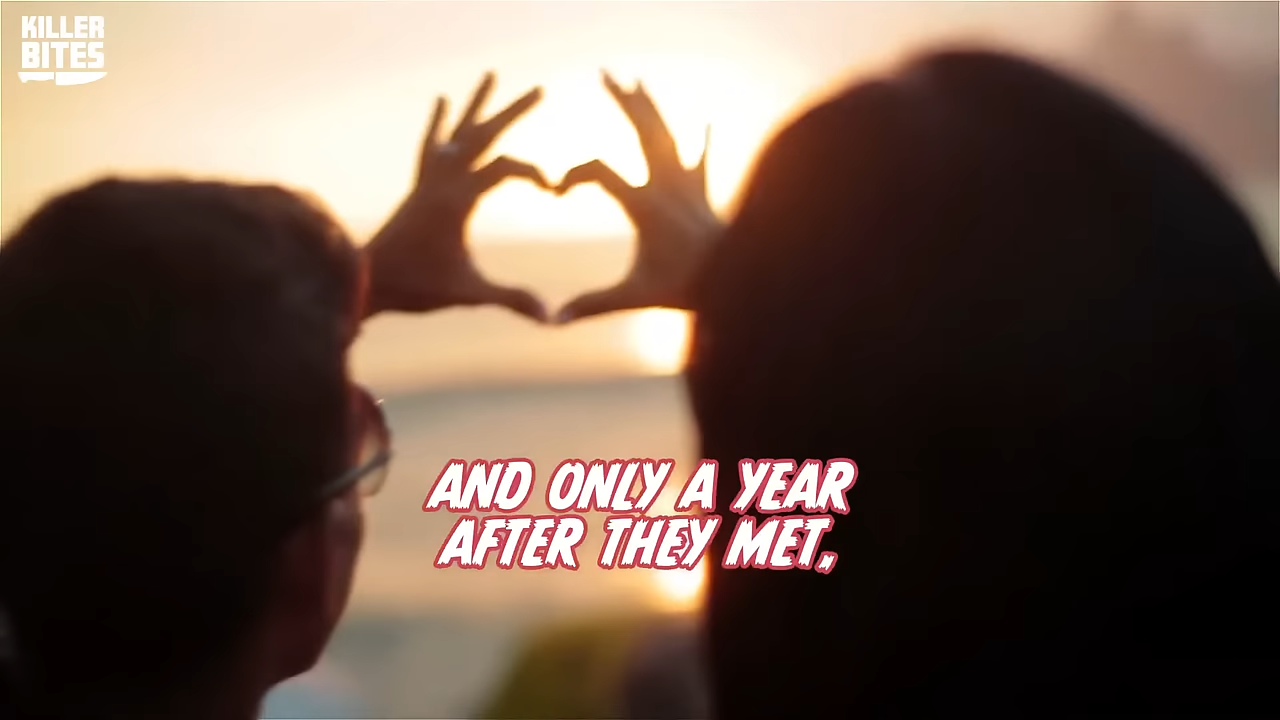 KILLER
BITES
AND ONLY A YEAR
AFTER THEY MET,